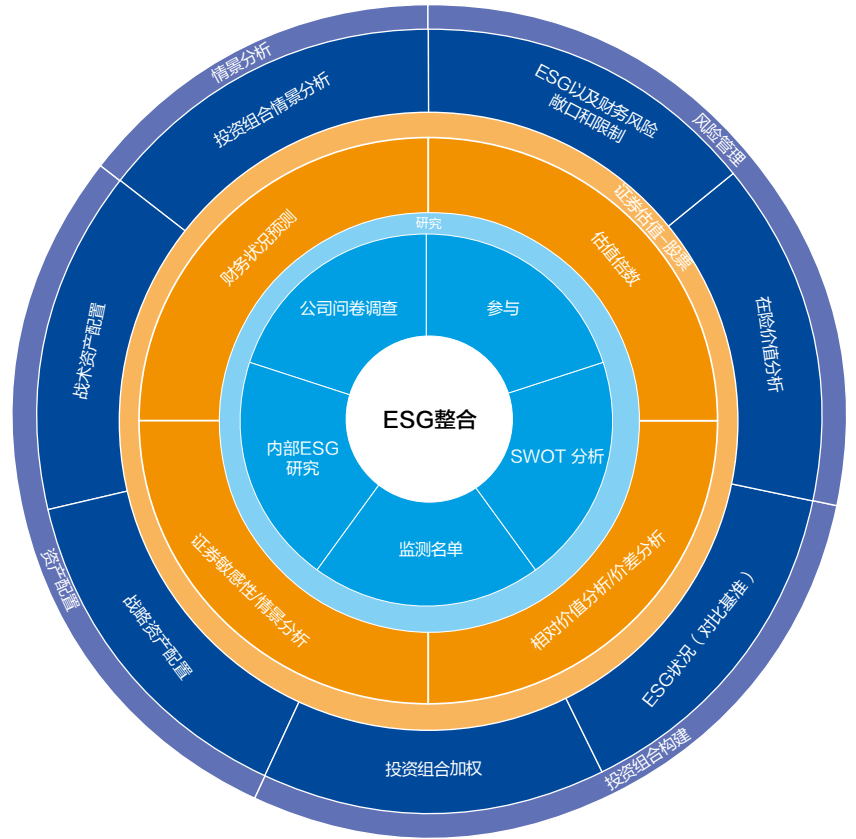 情景分析
投资组合情景分析
ESG以及财务风险
敞口和限制
风险管理
证券估值-股票
财务状况预测
研究
估值倍数
公司问卷调查
参与
在险价值分析
战术资产配置
ESG整合
内部ESG
研究
SWOT 分析
监测名单
证券敏感性/情景分析
相对价值分析/价差分析
资产配置
战略资产配置
ESG状况（对比基准）
投资组合加权
投资组合构建